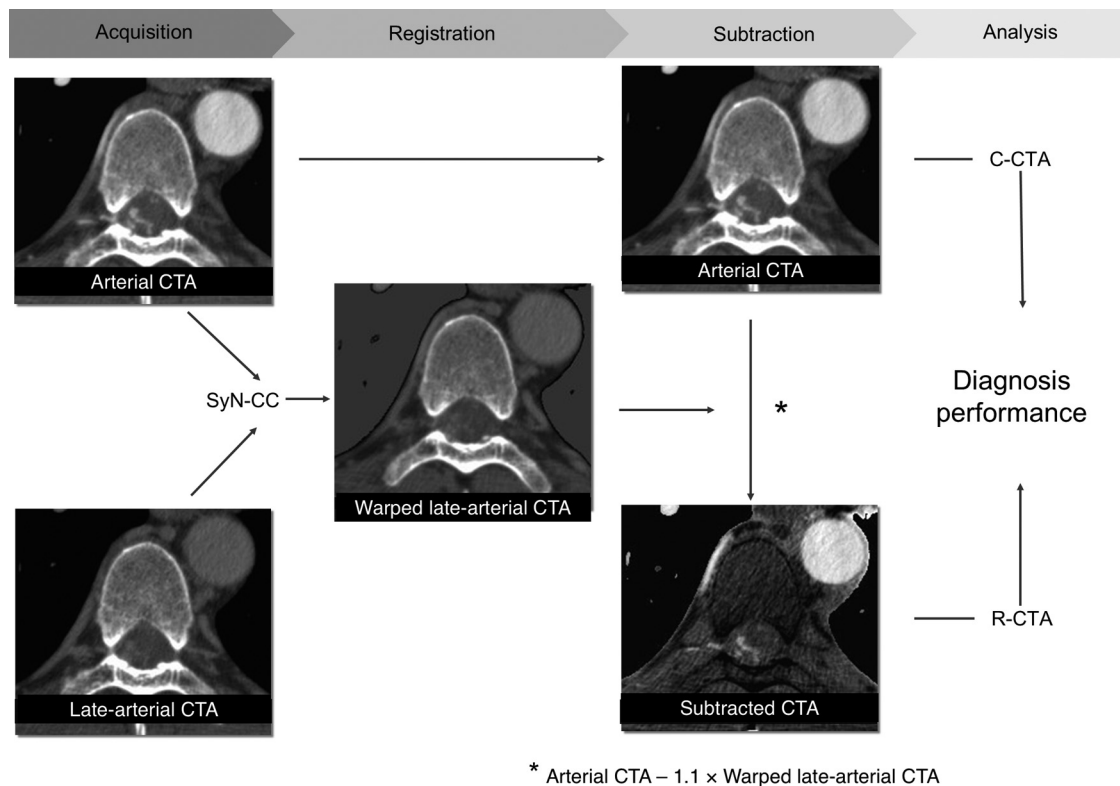 Acquisition
Registration
Subtraction
Analysis
Arterial CTA
Arterial CTA
C-CTA
SyN-CC
Warped late-arterial CTA
*
Diagnosis
performance
Late-arterial CTA
Subtracted CTA
R-CTA
* Arterial CTA – 1.1 × Warped late-arterial CTA